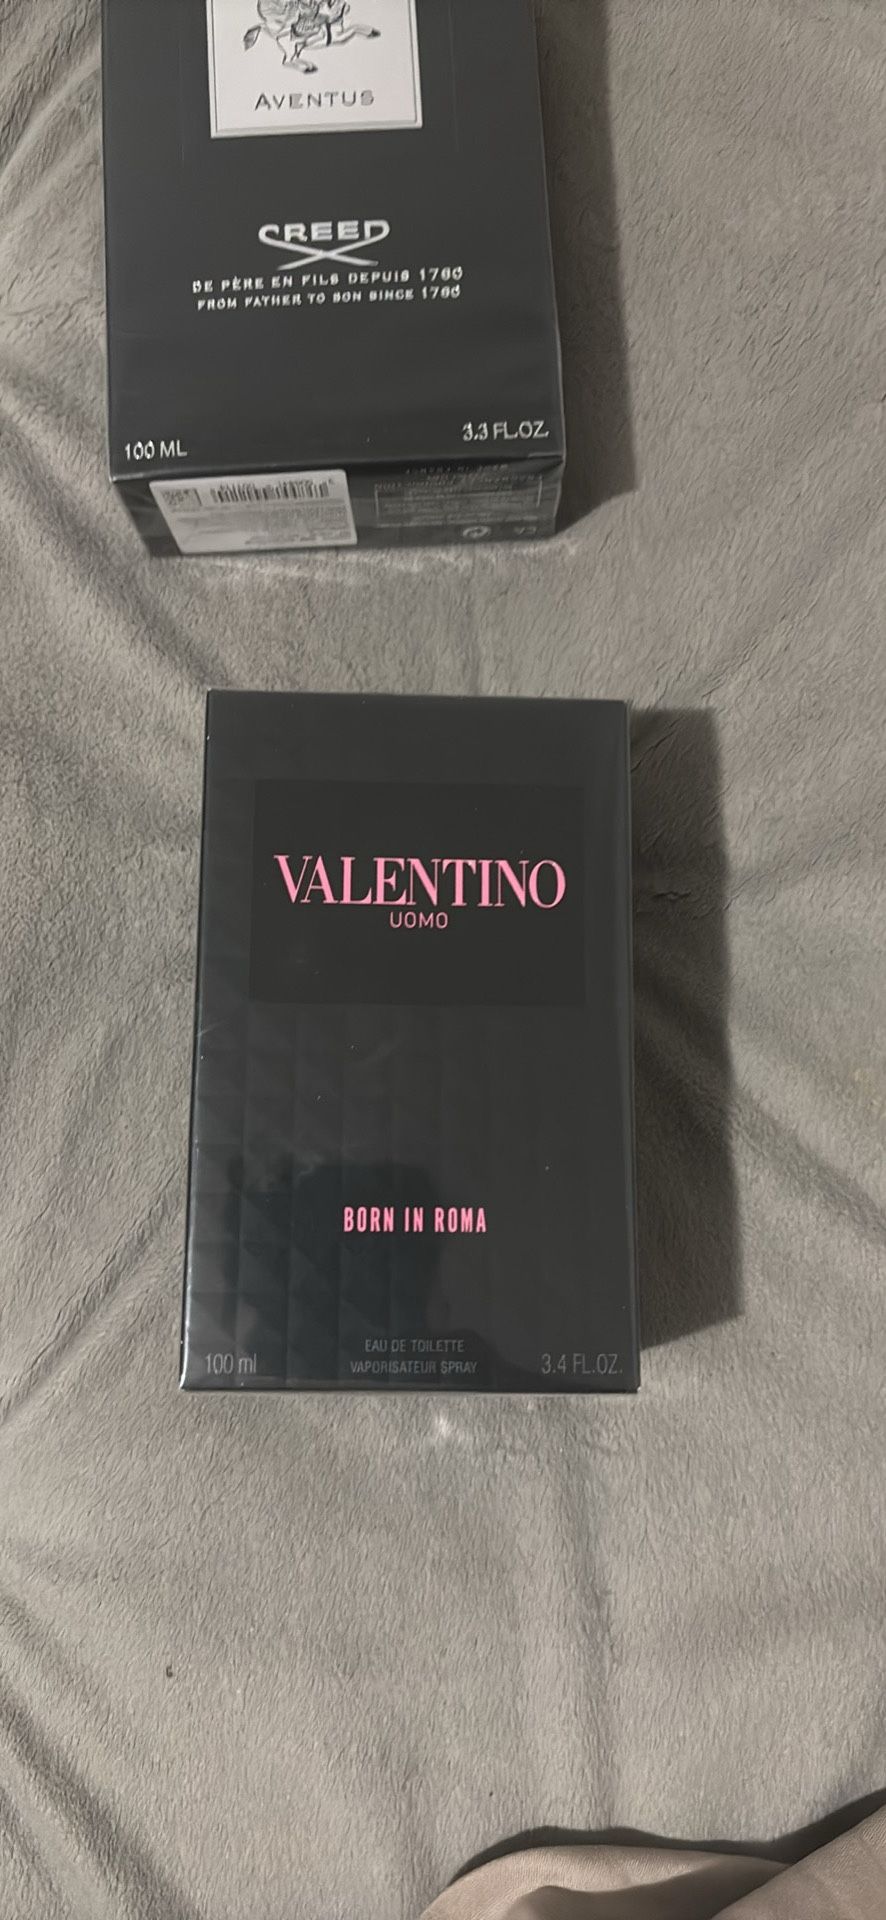 AVENTUS
CREED
DE PÈRE EN FILS DEPUIS 1760
FROM FATHER TO SON SINCE 1760
100 ML
3.3 FL.OZ.
VALENTINO
UOMO
BORN IN ROMA
EAU DE TOILETTE
100 ml
VAPORISATEUR SPRAY
3.4 FL.OZ.